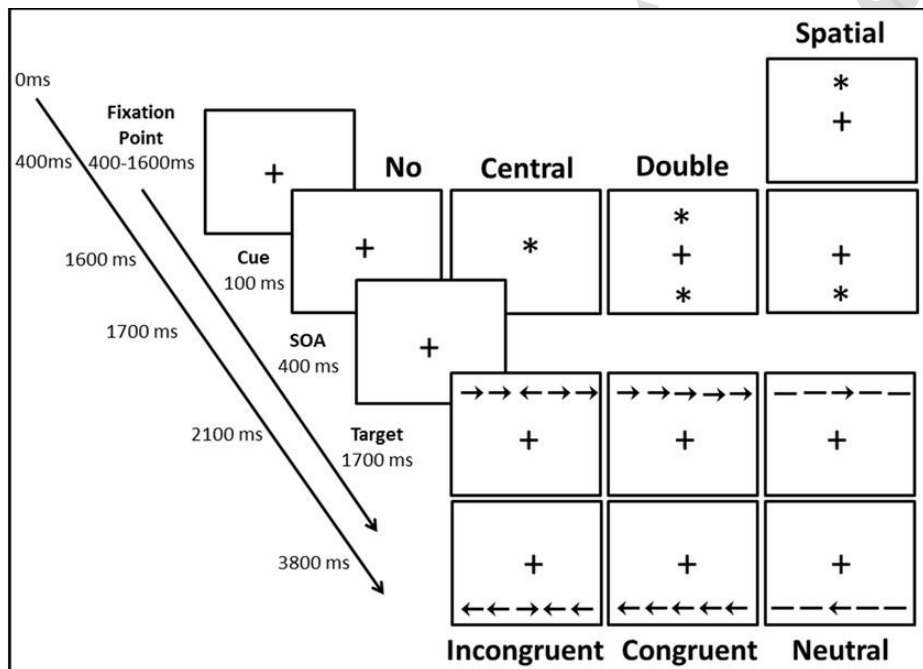 Spatial
0ms
*
+
Fixation
Point
400ms
400-1600ms
+
No
Central
Double
+
*
*
+
*
+
*
Cue
100 ms
1600 ms
SOA
400 ms
+
1700 ms
→→←→→
→→→→→
— —→— —
+
+
+
Target
1700 ms
2100 ms
+
+
+
3800 ms
←←→←←
←←←←←
— —←— —
Incongruent
Congruent
Neutral